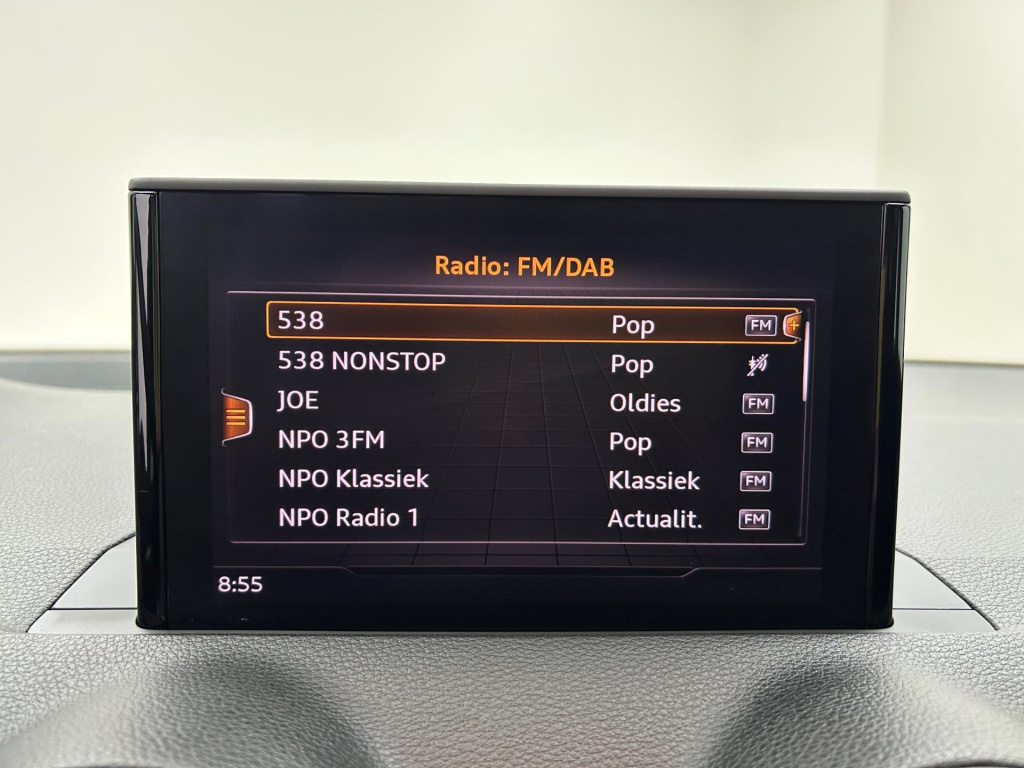 Radio: FM/DAB
538 Pop FM
538 NONSTOP Pop
JOE Oldies FM
NPO 3FM Pop FM
NPO Klassiek Klassiek FM
NPO Radio 1 Actualit. FM
8:55